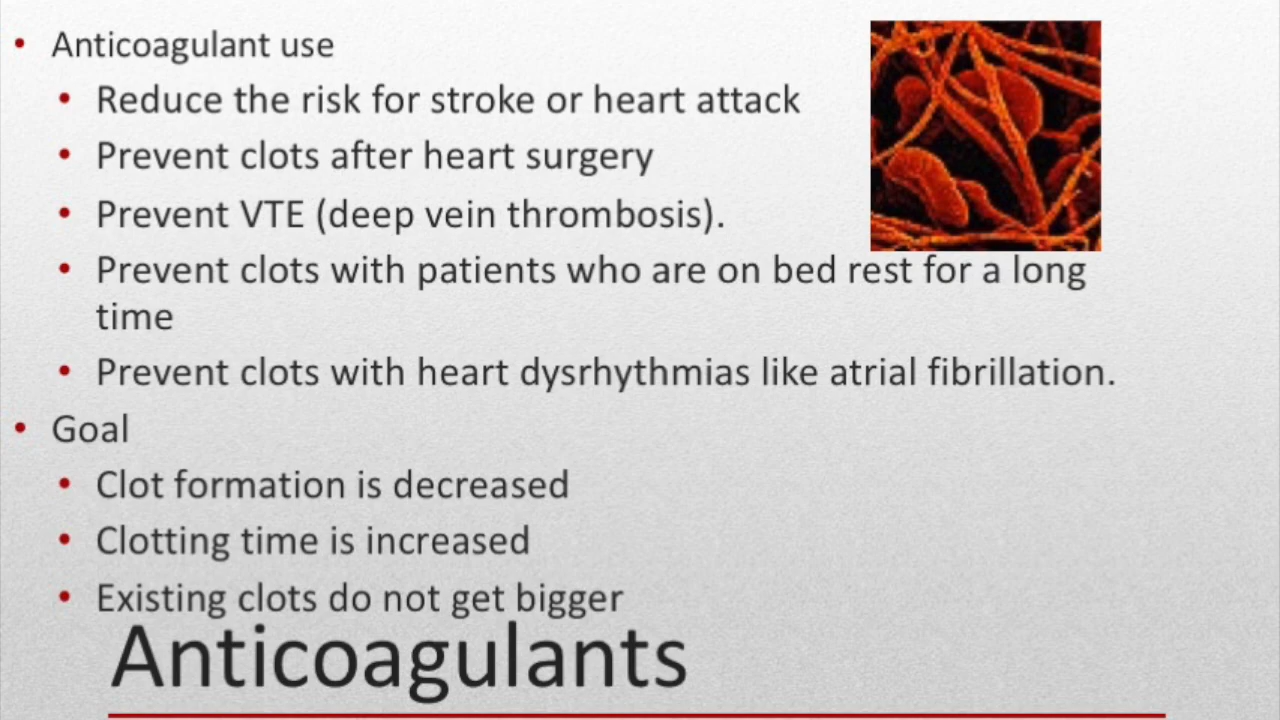 Anticoagulant use
Reduce the risk for stroke or heart attack
Prevent clots after heart surgery
Prevent VTE (deep vein thrombosis).
Prevent clots with patients who are on bed rest for a long
time
Prevent clots with heart dysrhythmias like atrial fibrillation.
Goal
Clot formation is decreased
Clotting time is increased
Existing clots do not get bigger
Anticoagulants